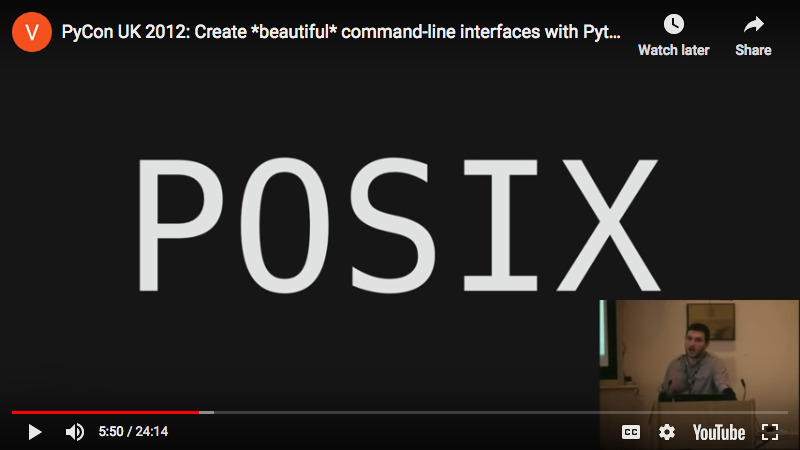 V
PyCon UK 2012: Create *beautiful* command-line interfaces with Pyt...
Watch later
Share
POSIX
5:50 / 24:14
CC
YouTube